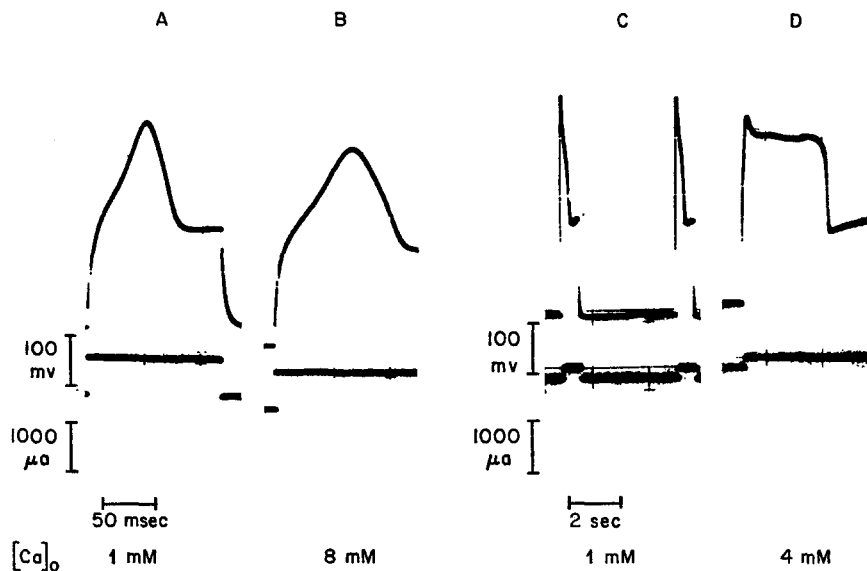 A B C D
100 mv 100 mv
1000 μa 1000 μa
50 msec 2 sec
[Ca]o 1 mM 8 mM 1 mM 4 mM